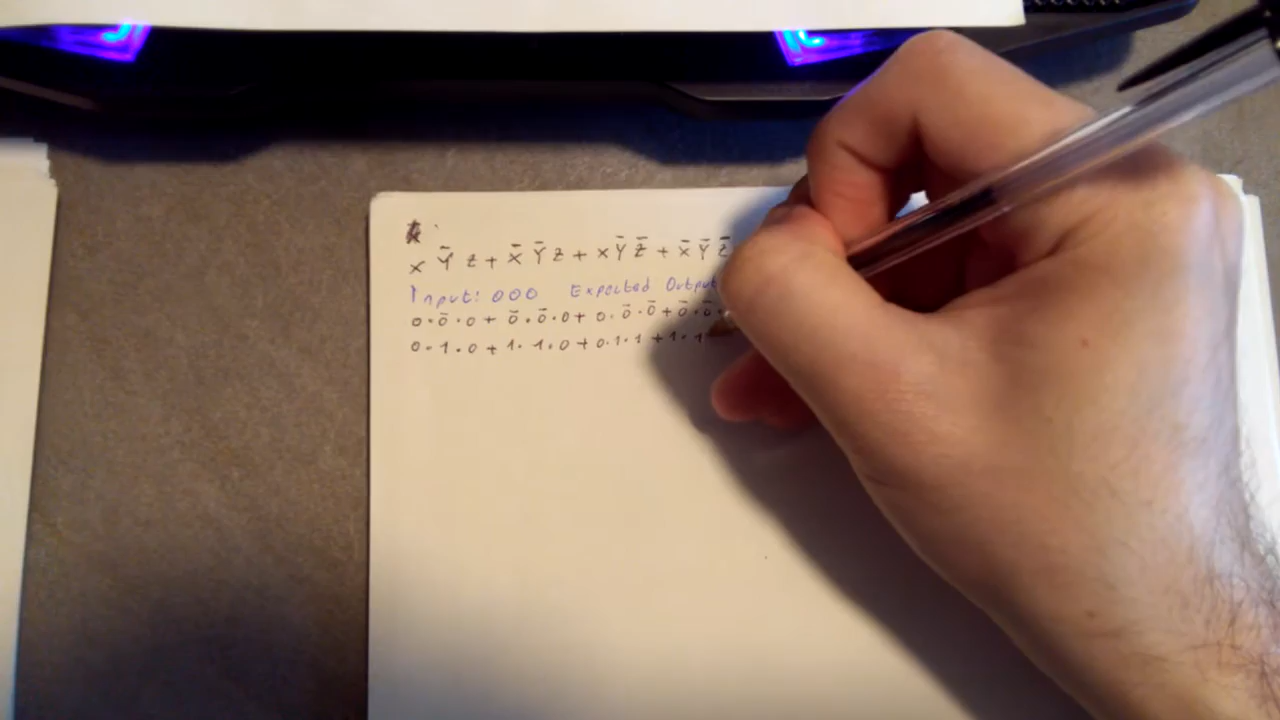 x Ȳ z + x̄ Ȳ z + x Ȳ z̄ + x̄ Ȳ z̄
Input: 000 Expected Output
0·0̄·0 + 0̄·0̄·0 + 0·0̄·0̄ + 0̄·0̄·
0·1·0 + 1·1·0 + 0·1·1 + 1·1